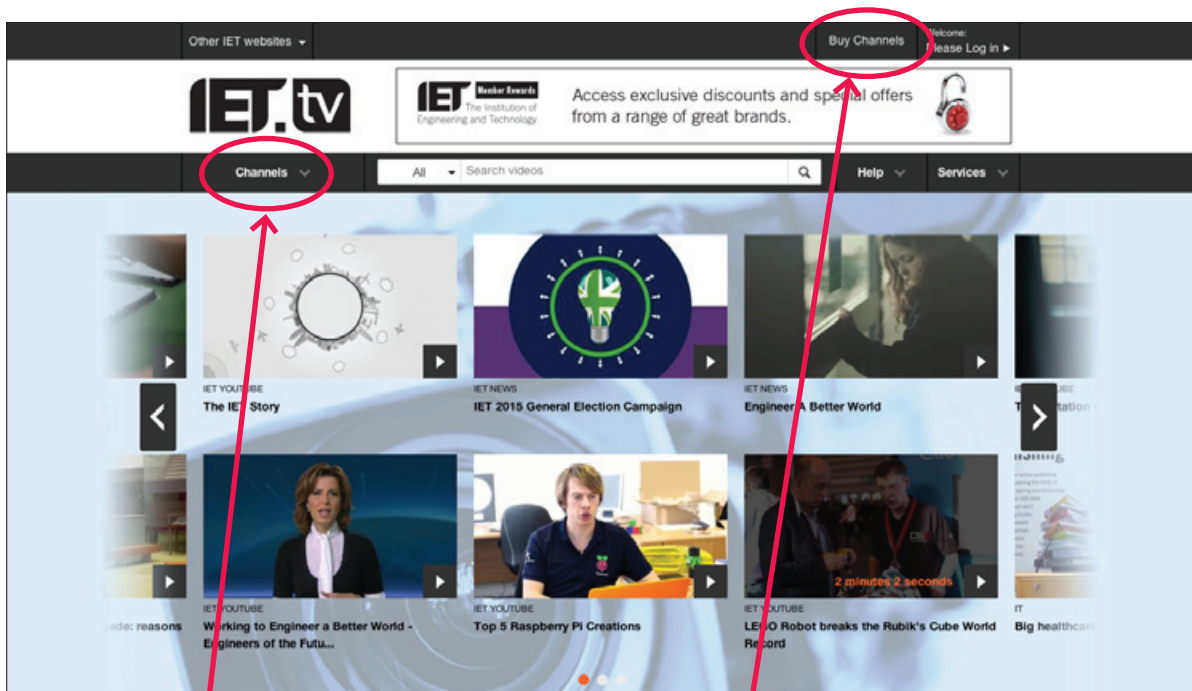 Other IET websites
Buy Channels
Welcome:
Please Log in
IET.tv
IET
Member Rewards
The Institution of
Engineering and Technology
Access exclusive discounts and special offers
from a range of great brands.
Channels
All
Search videos
Help
Services
IET YOUTUBE
The IET Story
IET NEWS
IET 2015 General Election Campaign
IET NEWS
Engineer A Better World
tation
2 minutes 2 seconds
gade: reasons
IET YOUTUBE
Working to Engineer a Better World -
Engineers of the Futu...
IET YOUTUBE
Top 5 Raspberry Pi Creations
IET YOUTUBE
LEGO Robot breaks the Rubik's Cube World
Record
IT
Big healthcare